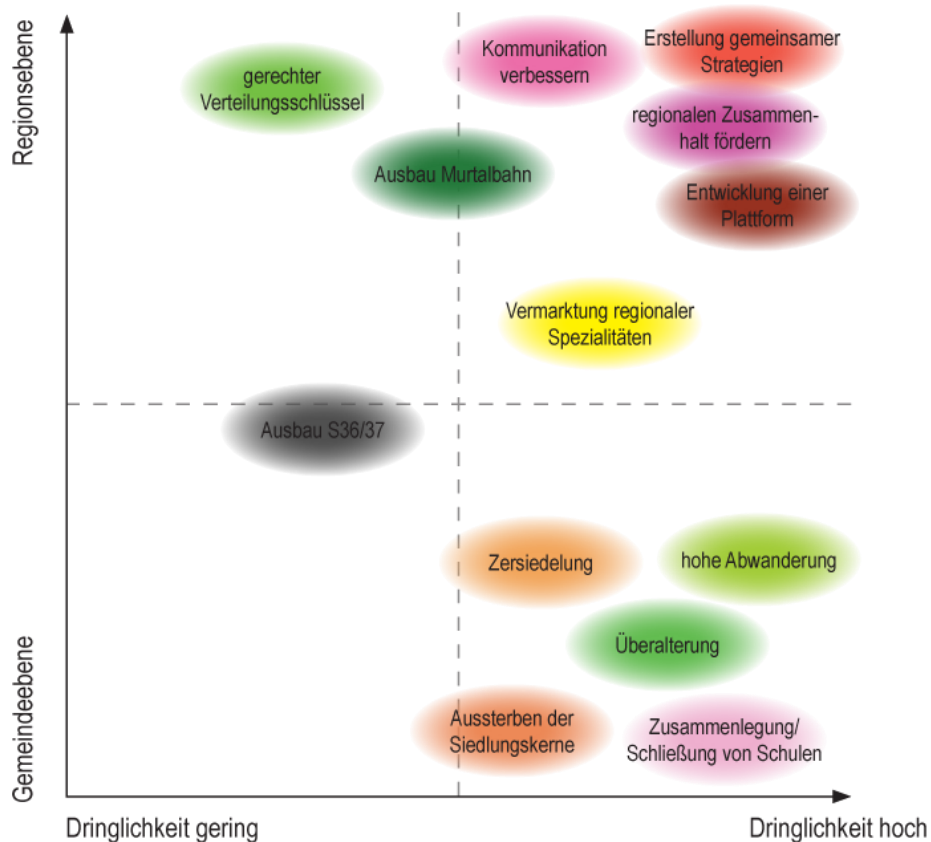 Regionsebene
Gemeindeebene
gerechter
Verteilungsschlüssel
Kommunikation
verbessern
Erstellung gemeinsamer
Strategien
regionalen Zusammen-
halt fördern
Ausbau Murtalbahn
Entwicklung einer
Plattform
Vermarktung regionaler
Spezialitäten
Ausbau S36/37
Zersiedelung
hohe Abwanderung
Überalterung
Aussterben der
Siedlungskerne
Zusammenlegung/
Schließung von Schulen
Dringlichkeit gering
Dringlichkeit hoch